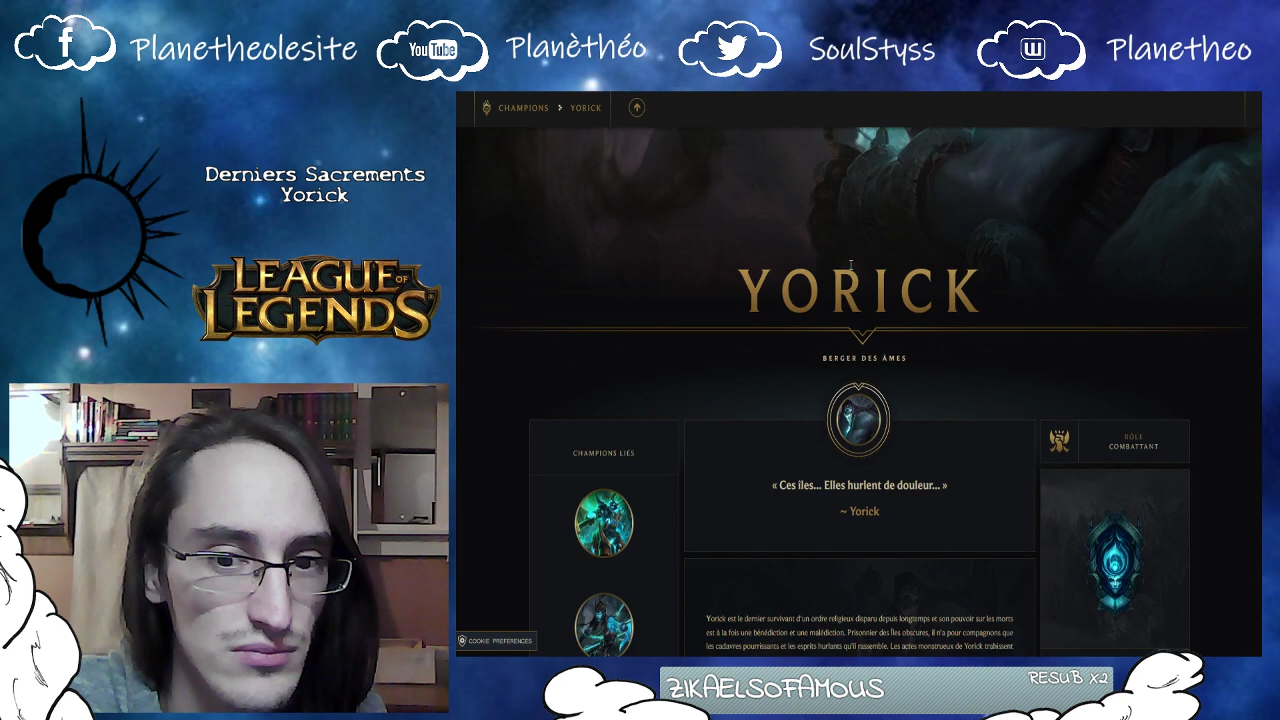 Planetheolesite
You Tube
Planèthéo
SoulStyss
Planetheo
CHAMPIONS
YORICK
Derniers Sacrements
Yorick
LEAGUE OF
LEGENDS
YORICK
BERGER DES ÂMES
CHAMPIONS LIÉS
« Ces îles... Elles hurlent de douleur... »
~ Yorick
RÔLE
COMBATTANT
Yorick est le dernier survivant d'un ordre religieux disparu depuis longtemps et son pouvoir sur les morts
est à la fois une bénédiction et une malédiction. Prisonnier des Îles obscures, il n'a pour compagnons que
les cadavres pourrissants et les esprits hurlants qu'il rassemble. Les actes monstrueux de Yorick trahissent
COOKIE PREFERENCES
ZIKAELSOFAMOUS
RESUB X2